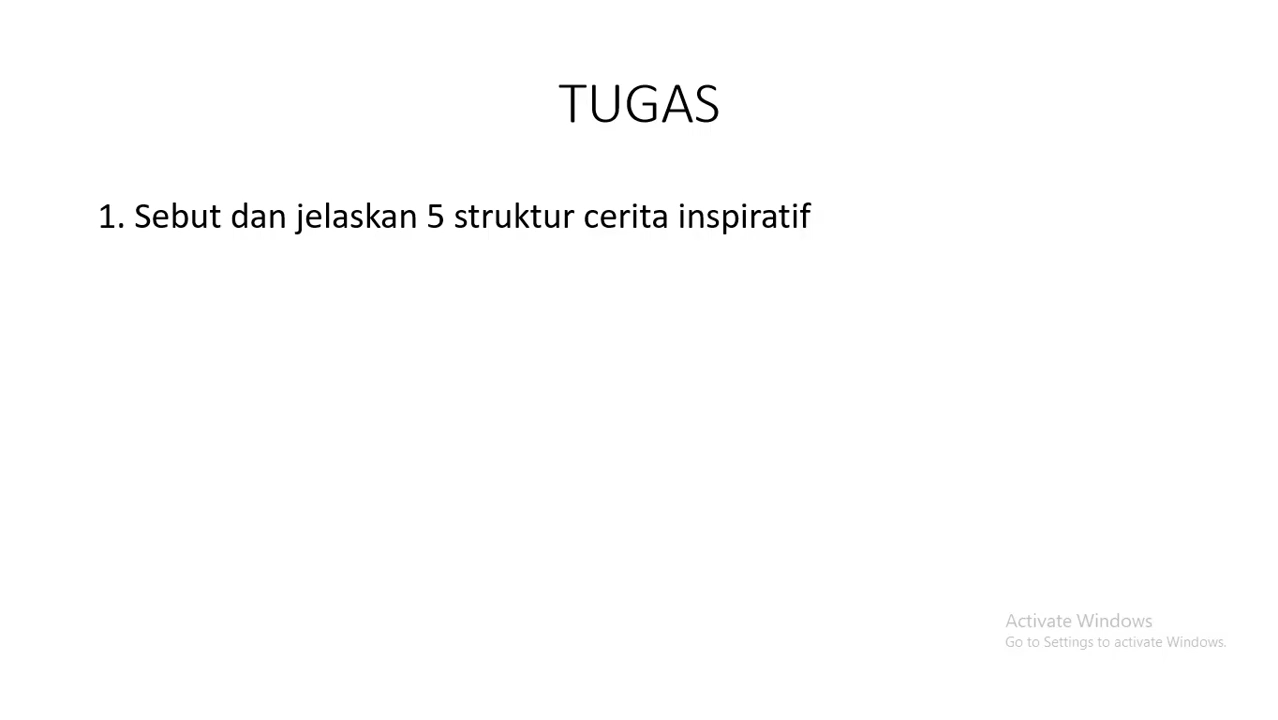 TUGAS
1. Sebut dan jelaskan 5 struktur cerita inspiratif
Activate Windows
Go to Settings to activate Windows.